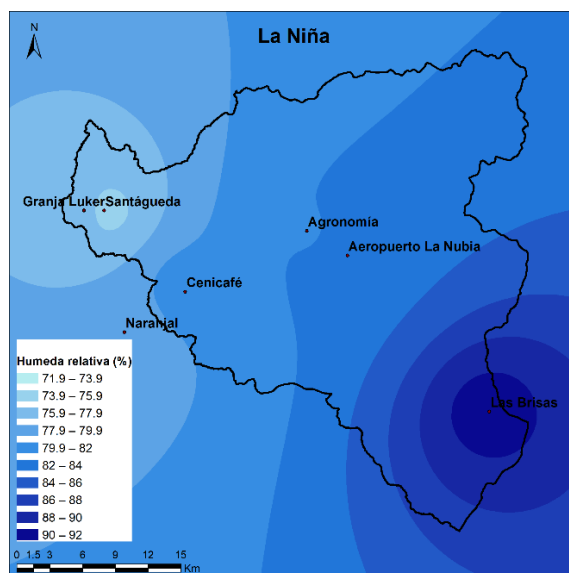 La Niña
N
Granja Luker
Santágueda
Agronomía
Aeropuerto La Nubia
Cenicafé
Naranjal
Las Brisas
Humeda relativa (%)
71.9 – 73.9
73.9 – 75.9
75.9 – 77.9
77.9 – 79.9
79.9 – 82
82 – 84
84 – 86
86 – 88
88 – 90
90 – 92
0 1.5 3 6 9 12 15
Km